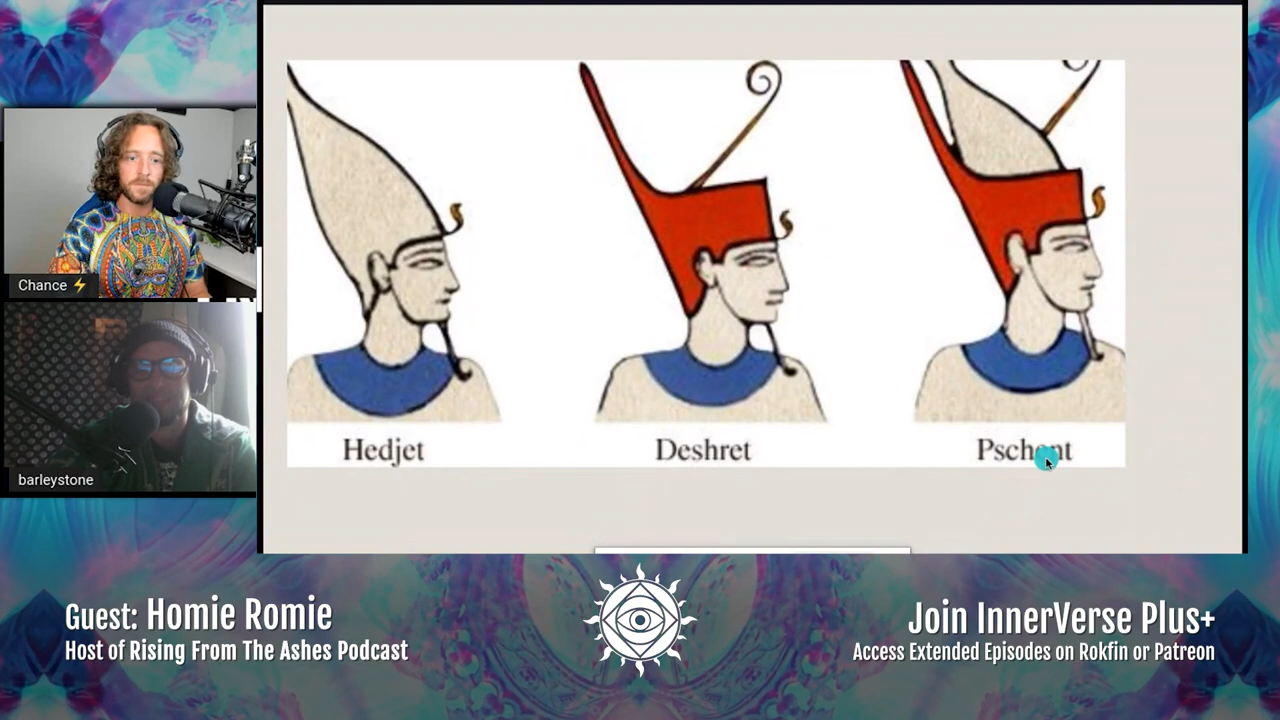 Chance ⚡
barleystone
Hedjet
Deshret
Pschent
Guest: Homie Romie
Host of Rising From The Ashes Podcast
Join InnerVerse Plus+
Access Extended Episodes on Rokfin or Patreon